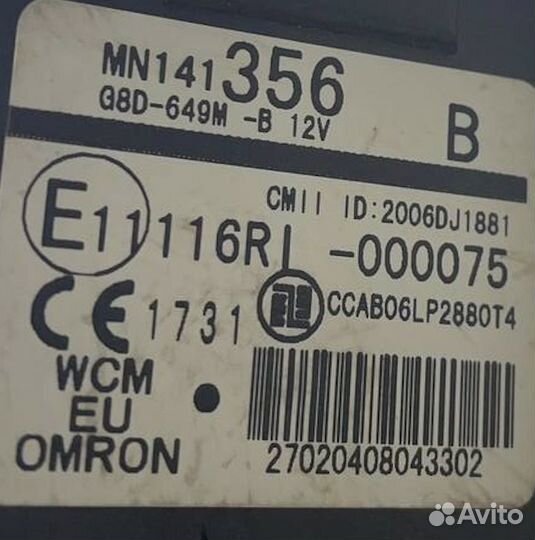 MN141356
G8D-649M -B 12V
B
CMII ID:2006DJ1881
E11 116RI -000075
CE 1731
CCAB06LP2880T4
WCM
EU
OMRON
27020408043302
Avito